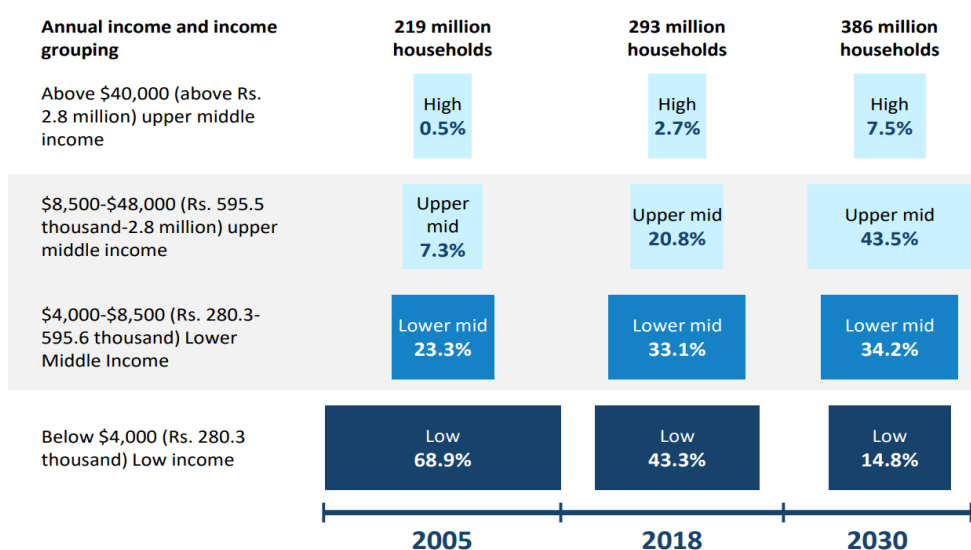 Annual income and income
grouping
219 million
households
293 million
households
386 million
households
Above $40,000 (above Rs.
2.8 million) upper middle
income
High
0.5%
High
2.7%
High
7.5%
$8,500-$48,000 (Rs. 595.5
thousand-2.8 million) upper
middle income
Upper
mid
7.3%
Upper mid
20.8%
Upper mid
43.5%
$4,000-$8,500 (Rs. 280.3-
595.6 thousand) Lower
Middle Income
Lower mid
23.3%
Lower mid
33.1%
Lower mid
34.2%
Below $4,000 (Rs. 280.3
thousand) Low income
Low
68.9%
Low
43.3%
Low
14.8%
2005
2018
2030